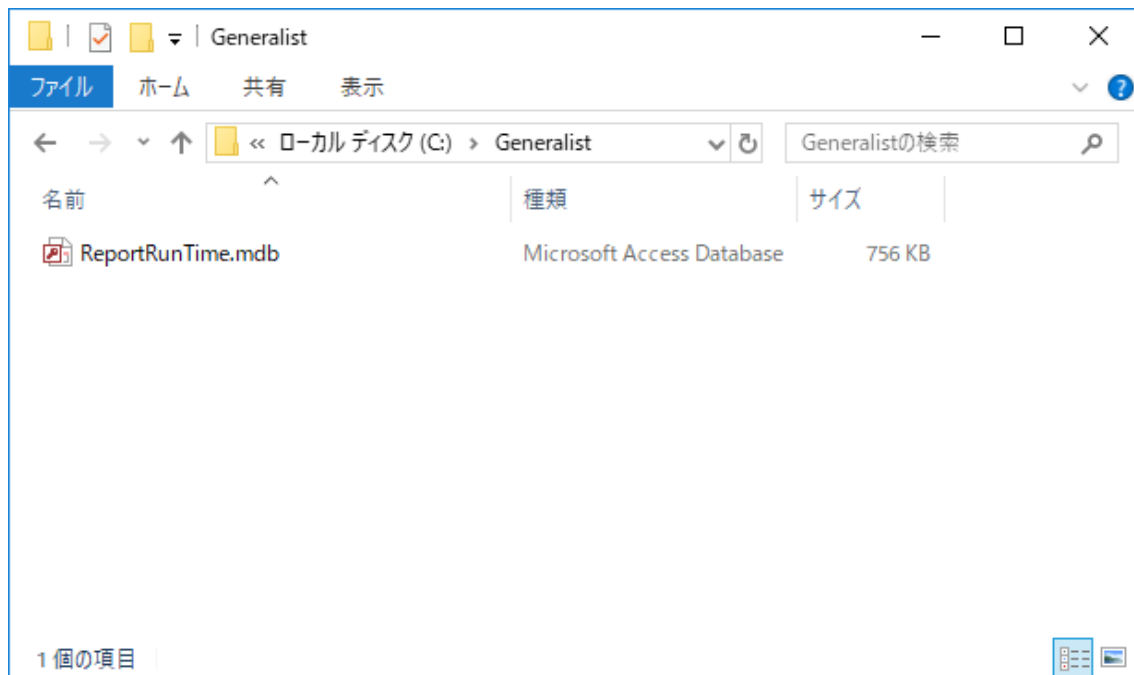 Generalist
ファイル ホーム 共有 表示
« ローカル ディスク (C:) > Generalist Generalistの検索
名前 種類 サイズ
ReportRunTime.mdb Microsoft Access Database 756 KB
1 個の項目